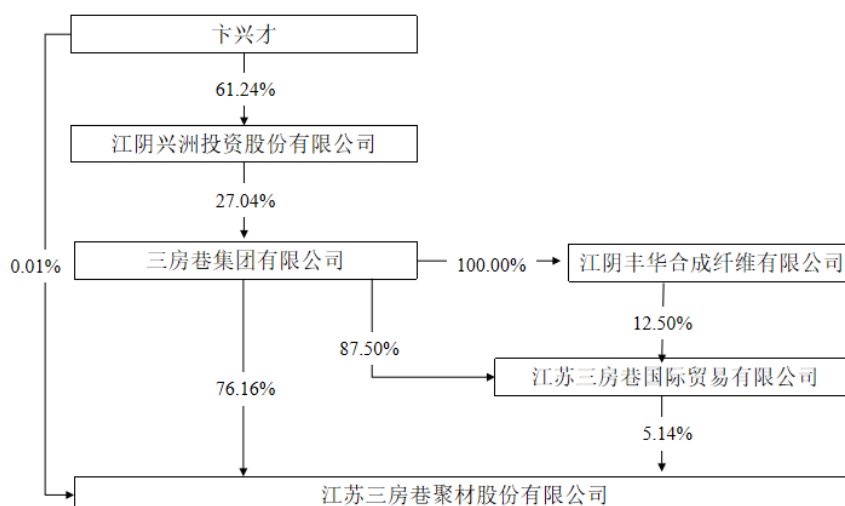 卞兴才
61.24%
江阴兴洲投资股份有限公司
27.04%
三房巷集团有限公司
100.00%
江阴丰华合成纤维有限公司
0.01%
12.50%
87.50%
江苏三房巷国际贸易有限公司
76.16%
5.14%
江苏三房巷聚材股份有限公司